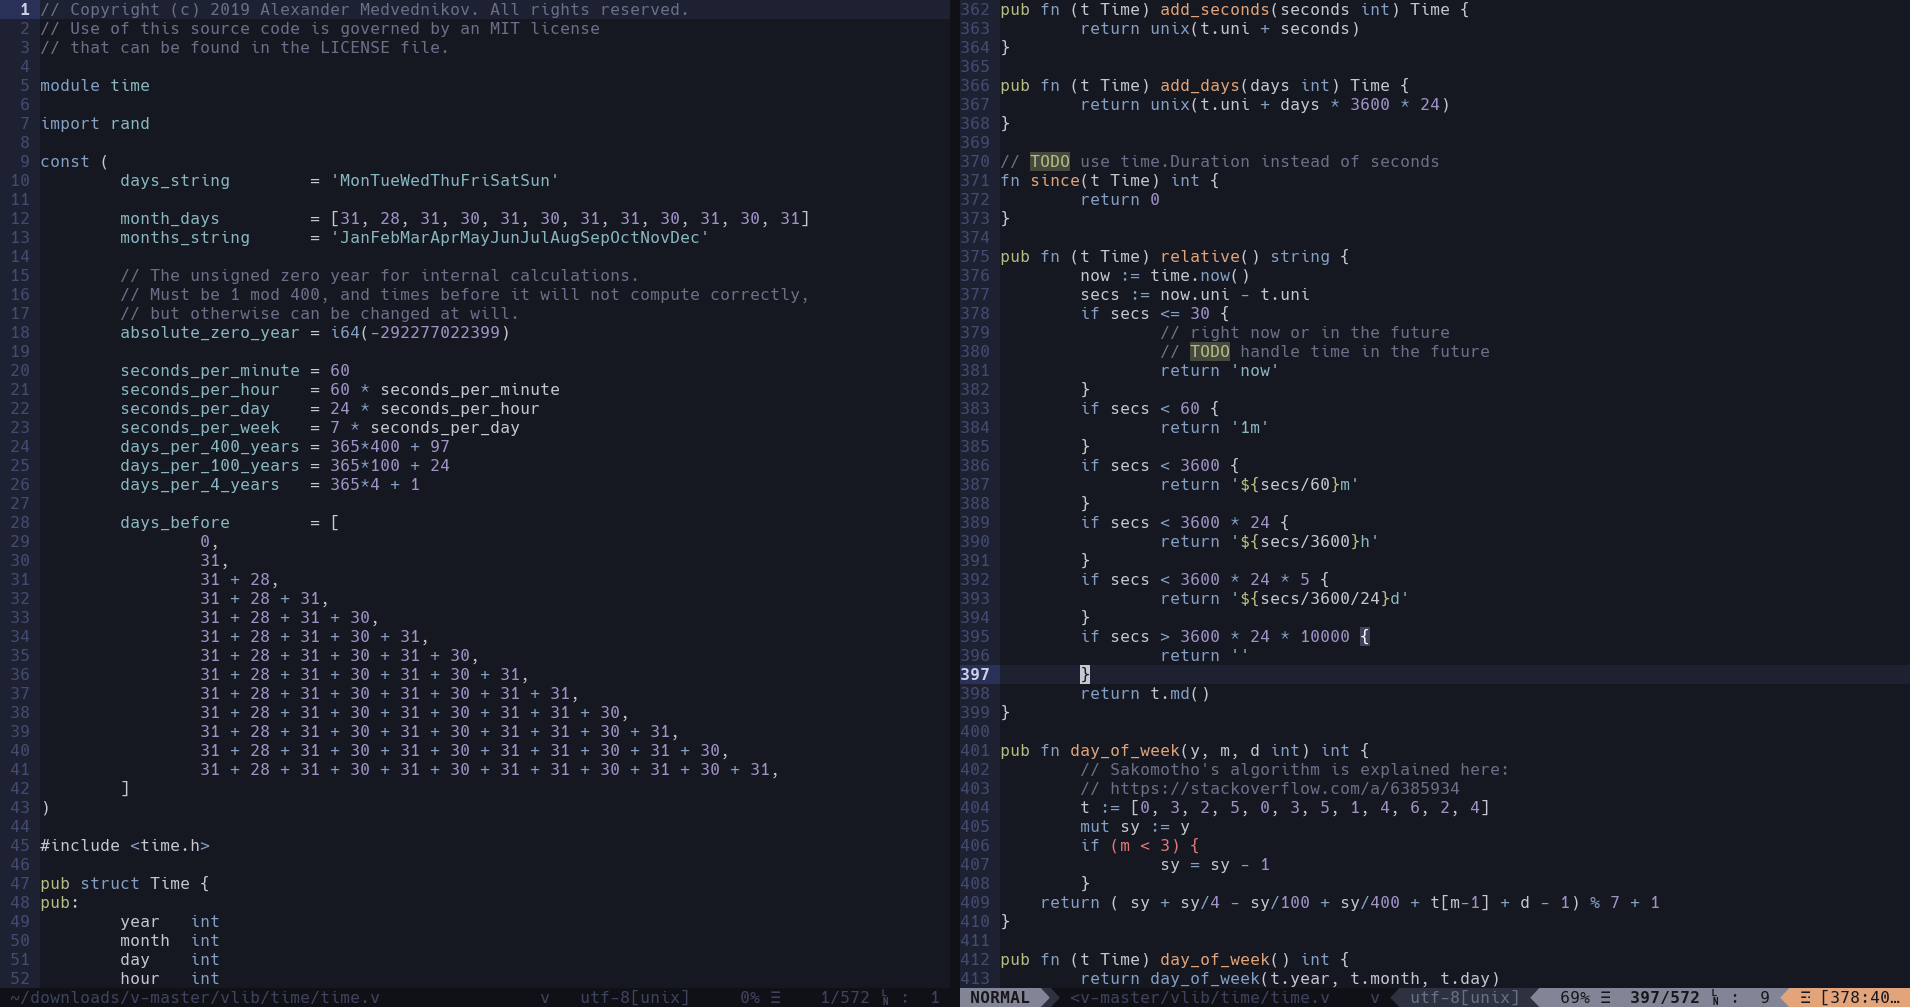 1 // Copyright (c) 2019 Alexander Medvednikov. All rights reserved.
2 // Use of this source code is governed by an MIT license
3 // that can be found in the LICENSE file.
4
5 module time
6
7 import rand
8
9 const (
10 days_string = 'MonTueWedThuFriSatSun'
11
12 month_days = [31, 28, 31, 30, 31, 30, 31, 31, 30, 31, 30, 31]
13 months_string = 'JanFebMarAprMayJunJulAugSepOctNovDec'
14
15 // The unsigned zero year for internal calculations.
16 // Must be 1 mod 400, and times before it will not compute correctly,
17 // but otherwise can be changed at will.
18 absolute_zero_year = i64(-292277022399)
19
20 seconds_per_minute = 60
21 seconds_per_hour = 60 * seconds_per_minute
22 seconds_per_day = 24 * seconds_per_hour
23 seconds_per_week = 7 * seconds_per_day
24 days_per_400_years = 365*400 + 97
25 days_per_100_years = 365*100 + 24
26 days_per_4_years = 365*4 + 1
27
28 days_before = [
29 0,
30 31,
31 31 + 28,
32 31 + 28 + 31,
33 31 + 28 + 31 + 30,
34 31 + 28 + 31 + 30 + 31,
35 31 + 28 + 31 + 30 + 31 + 30,
36 31 + 28 + 31 + 30 + 31 + 30 + 31,
37 31 + 28 + 31 + 30 + 31 + 30 + 31 + 31,
38 31 + 28 + 31 + 30 + 31 + 30 + 31 + 31 + 30,
39 31 + 28 + 31 + 30 + 31 + 30 + 31 + 31 + 30 + 31,
40 31 + 28 + 31 + 30 + 31 + 30 + 31 + 31 + 30 + 31 + 30,
41 31 + 28 + 31 + 30 + 31 + 30 + 31 + 31 + 30 + 31 + 30 + 31,
42 ]
43 )
44
45 #include <time.h>
46
47 pub struct Time {
48 pub:
49 year int
50 month int
51 day int
52 hour int
~/downloads/v-master/vlib/time/time.v v utf-8[unix] 0% ☰ 1/572 ␤ : 1
362 pub fn (t Time) add_seconds(seconds int) Time {
363 return unix(t.uni + seconds)
364 }
365
366 pub fn (t Time) add_days(days int) Time {
367 return unix(t.uni + days * 3600 * 24)
368 }
369
370 // TODO use time.Duration instead of seconds
371 fn since(t Time) int {
372 return 0
373 }
374
375 pub fn (t Time) relative() string {
376 now := time.now()
377 secs := now.uni - t.uni
378 if secs <= 30 {
379 // right now or in the future
380 // TODO handle time in the future
381 return 'now'
382 }
383 if secs < 60 {
384 return '1m'
385 }
386 if secs < 3600 {
387 return '${secs/60}m'
388 }
389 if secs < 3600 * 24 {
390 return '${secs/3600}h'
391 }
392 if secs < 3600 * 24 * 5 {
393 return '${secs/3600/24}d'
394 }
395 if secs > 3600 * 24 * 10000 {
396 return ''
397 }
398 return t.md()
399 }
400
401 pub fn day_of_week(y, m, d int) int {
402 // Sakomotho's algorithm is explained here:
403 // https://stackoverflow.com/a/6385934
404 t := [0, 3, 2, 5, 0, 3, 5, 1, 4, 6, 2, 4]
405 mut sy := y
406 if (m < 3) {
407 sy = sy - 1
408 }
409 return ( sy + sy/4 - sy/100 + sy/400 + t[m-1] + d - 1) % 7 + 1
410 }
411
412 pub fn (t Time) day_of_week() int {
413 return day_of_week(t.year, t.month, t.day)
NORMAL <v-master/vlib/time/time.v v utf-8[unix] 69% ☰ 397/572 ␤ : 9 ☲ [378:40…